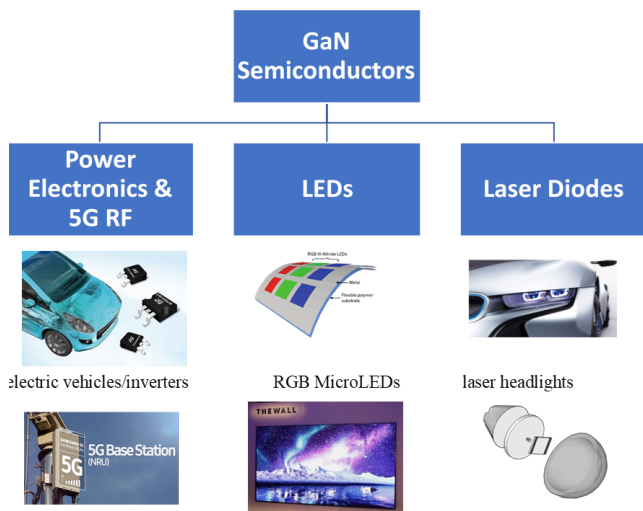 GaN
Semiconductors
Power
Electronics &
5G RF
LEDs
Laser Diodes
RGB III-Nitride LEDs
Metal
Flexible polymer
substrate
electric vehicles/inverters
RGB MicroLEDs
laser headlights
SAMSUNG
5G
5G Base Station
(NRU)
THE WALL